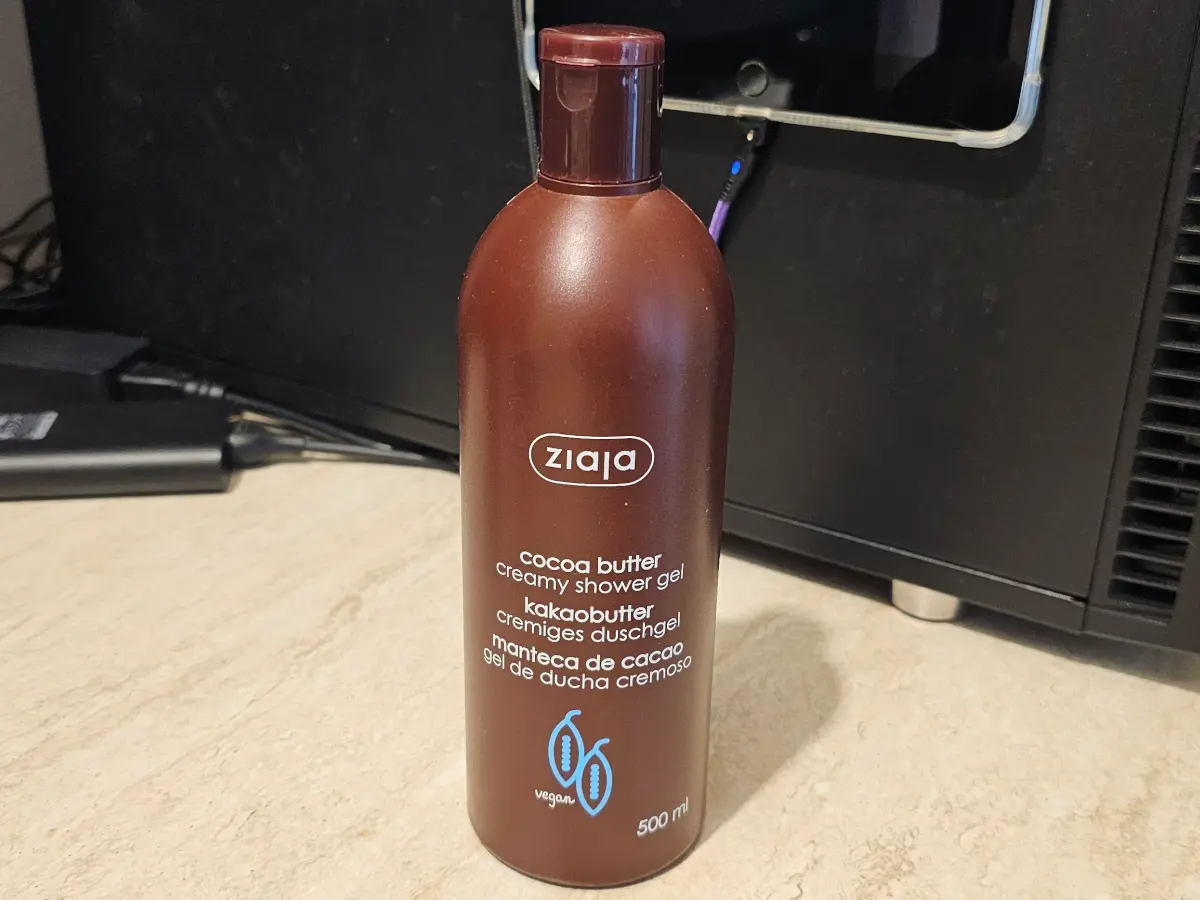 ziaja
cocoa butter
creamy shower gel
kakaobutter
cremiges duschgel
manteca de cacao
gel de ducha cremoso
vegan
500 ml